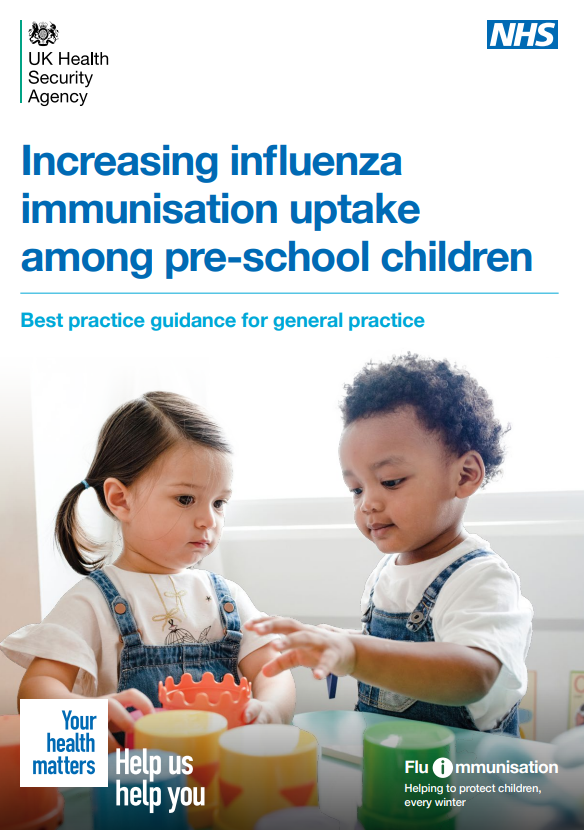 UK Health
Security
Agency
NHS
Increasing influenza
immunisation uptake
among pre-school children
Best practice guidance for general practice
Your
health
matters
Help us
help you
Flu immunisation
Helping to protect children,
every winter